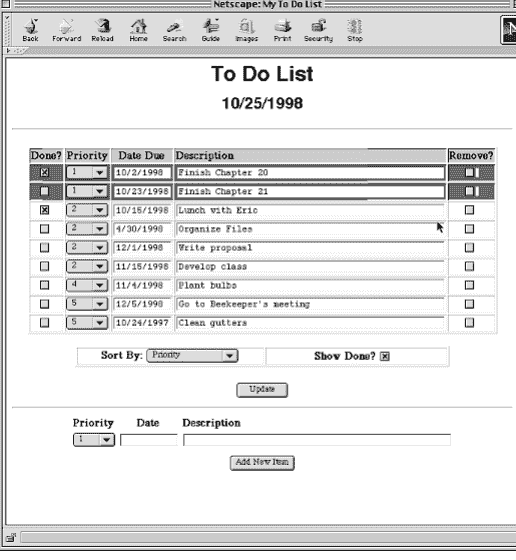 Netscape: My To Do List
Back Forward Reload Home Search Guide Images Print Security Stop
N
To Do List
10/25/1998
Done? Priority Date Due Description Remove?
1 10/2/1998 Finish Chapter 20
1 10/23/1998 Finish Chapter 21
2 10/15/1998 Lunch with Eric
2 4/30/1998 Organize Files
2 12/1/1998 Write proposal
2 11/15/1998 Develop class
4 11/4/1998 Plant bulbs
5 12/5/1998 Go to Beekeeper's meeting
5 10/24/1997 Clean gutters
Sort By: Priority Show Done?
Update
Priority Date Description
1
Add New Item